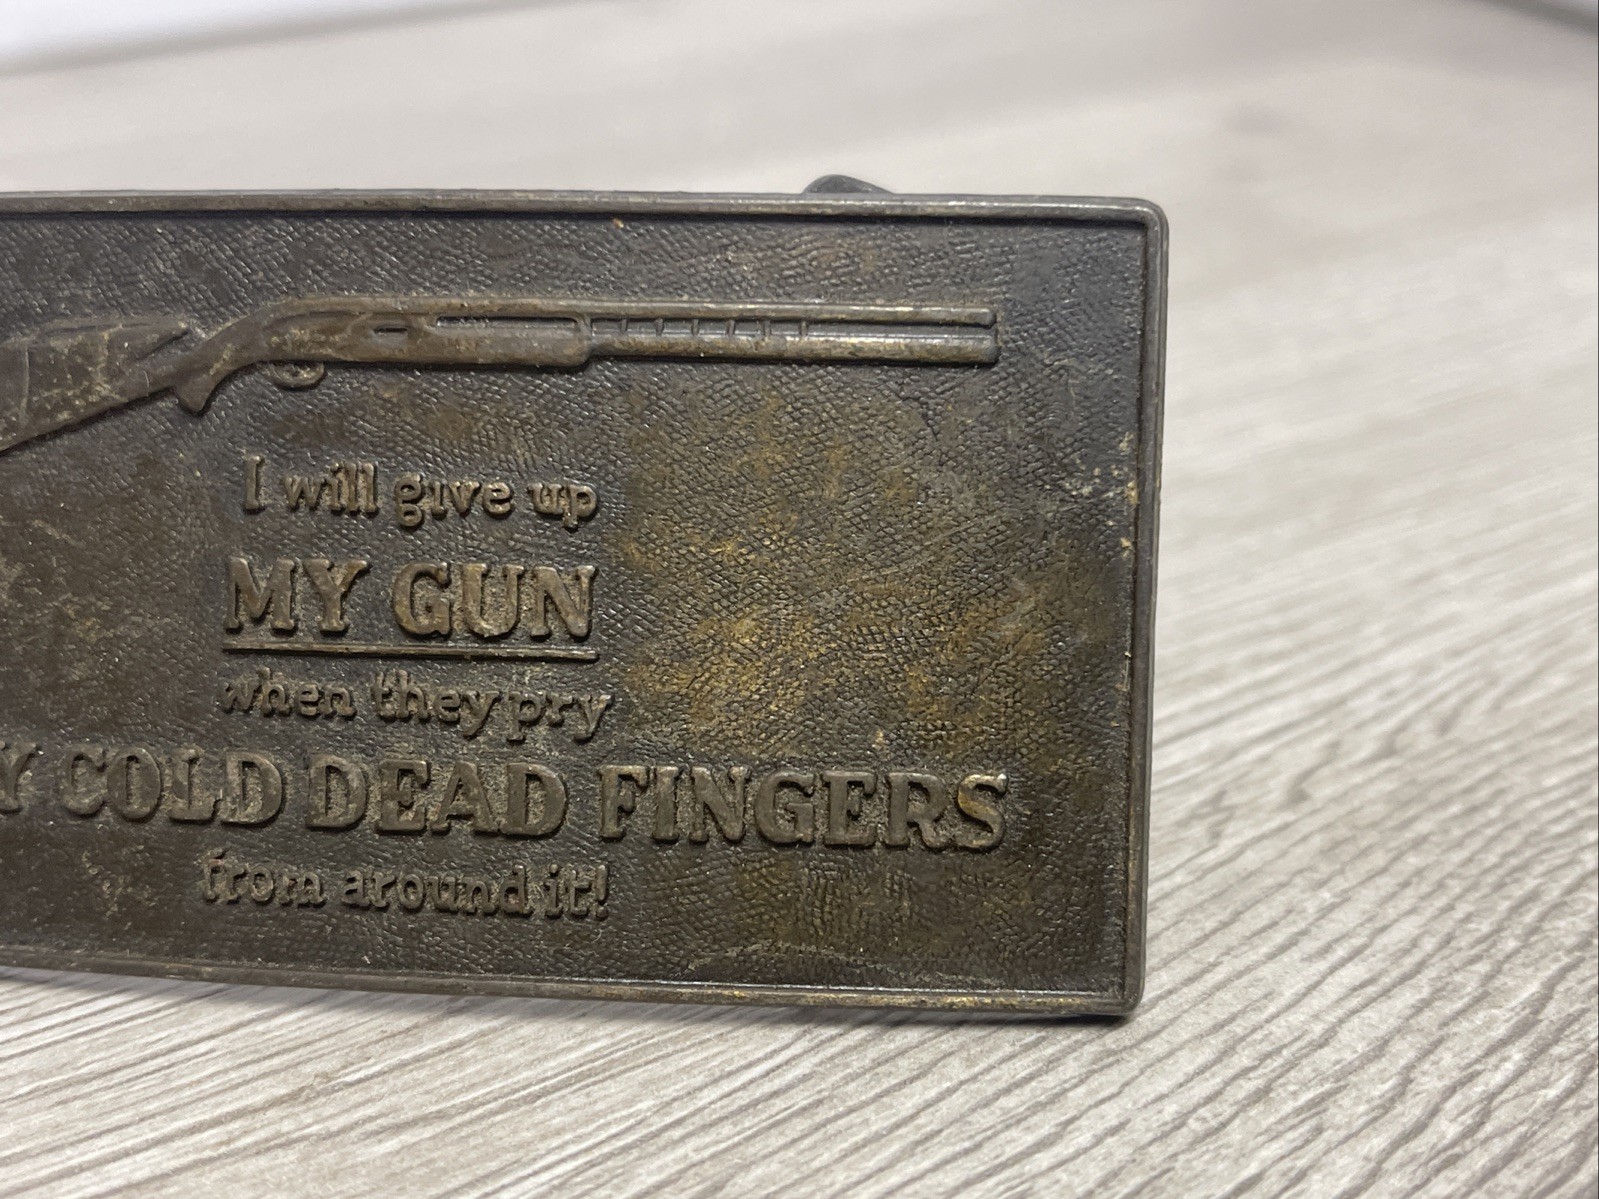 I will give up
MY GUN
when they pry
Y COLD DEAD FINGERS
from around it!